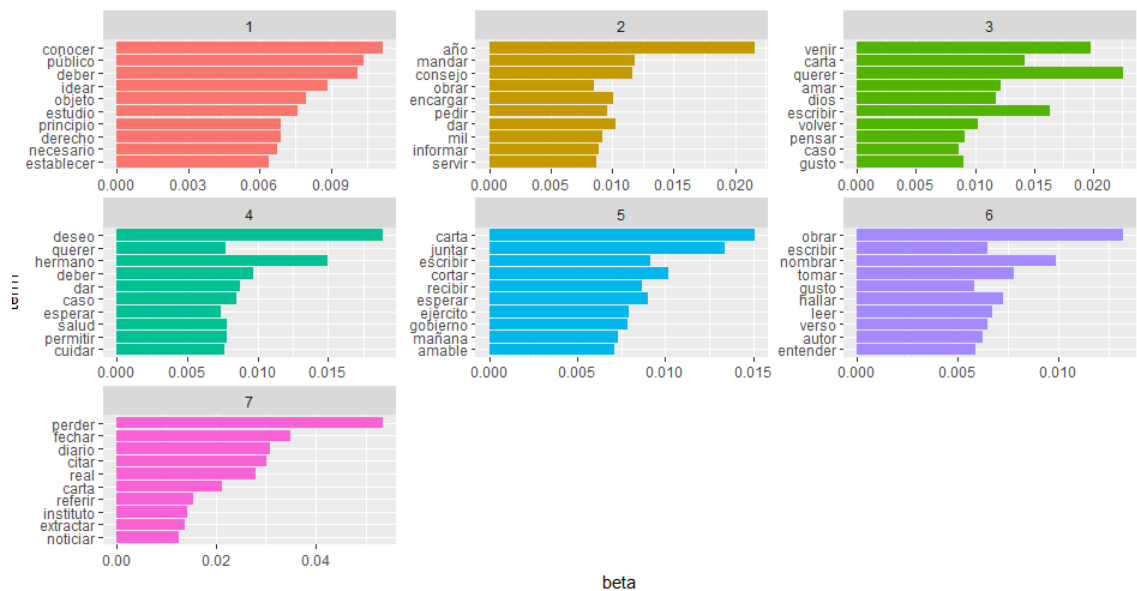 1
conocer
público
deber
idear
objeto
estudio
principio
derecho
necesario
establecer
0.000 0.003 0.006 0.009
2
año
mandar
consejo
obrar
encargar
pedir
dar
mil
informar
servir
0.000 0.005 0.010 0.015 0.020
3
venir
carta
querer
amar
dios
escribir
volver
pensar
caso
gusto
0.000 0.005 0.010 0.015 0.020
4
deseo
querer
hermano
deber
dar
caso
esperar
salud
permitir
cuidar
0.000 0.005 0.010 0.015
5
carta
juntar
escribir
cortar
recibir
esperar
ejército
gobierno
mañana
amable
0.000 0.005 0.010 0.015
6
obrar
escribir
nombrar
tomar
gusto
hallar
leer
verso
autor
entender
0.000 0.005 0.010
term
7
perder
fechar
diario
citar
real
carta
referir
instituto
extractar
noticiar
0.00 0.02 0.04
beta